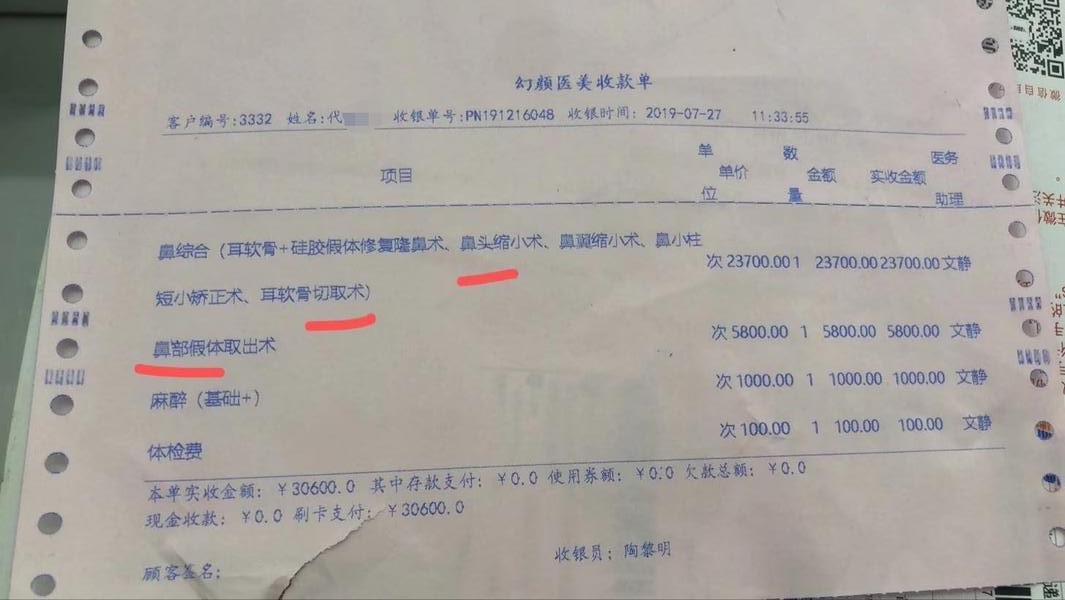 幻颜医美收款单
客户编号:3332 姓名:代 收银单号:PN191216048 收银时间: 2019-07-27 11:33:55
项目 单位 单价 数量 金额 实收金额 医务助理
鼻综合（耳软骨+硅胶假体修复隆鼻术、鼻头缩小术、鼻翼缩小术、鼻小柱
次 23700.00 1 23700.00 23700.00 文静
短小矫正术、耳软骨切取术）
鼻部假体取出术 次 5800.00 1 5800.00 5800.00 文静
麻醉（基础+） 次 1000.00 1 1000.00 1000.00 文静
体检费 次 100.00 1 100.00 100.00 文静
本单实收金额: ￥30600.0 其中存款支付: ￥0.0 使用券额: ￥0.0 欠款总额: ￥0.0
现金收款: ￥0.0 刷卡支付: ￥30600.0
收银员: 陶黎明
顾客签名: